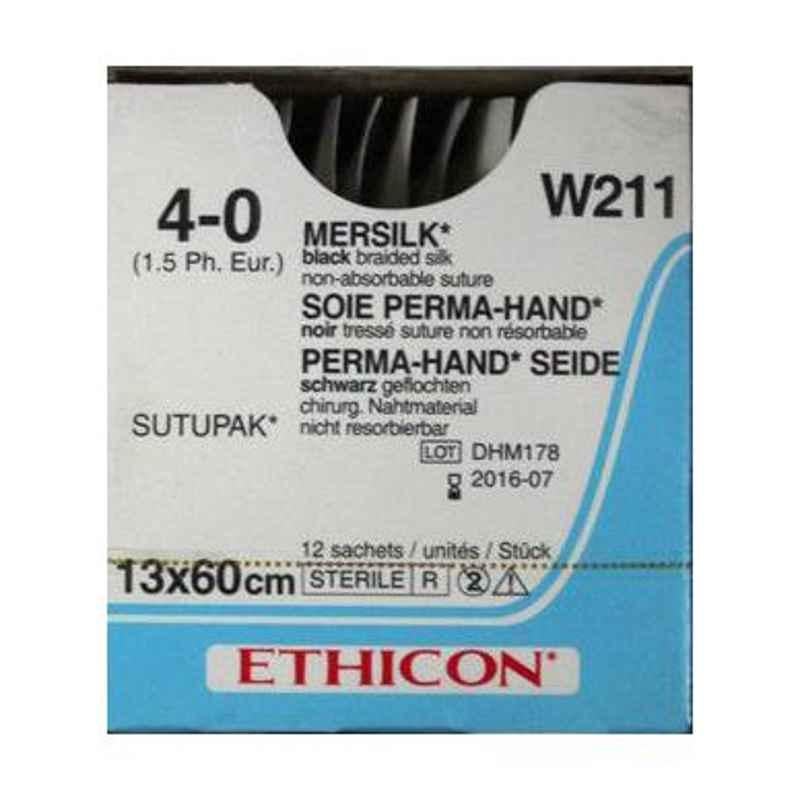 4-0
(1.5 Ph. Eur.)
W211
MERSILK*
black braided silk
non-absorbable suture
SOIE PERMA-HAND*
noir tressé suture non résorbable
PERMA-HAND* SEIDE
schwarz geflochten
chirurg. Nahtmaterial
nicht resorbierbar
SUTUPAK*
LOT DHM178
2016-07
12 sachets / unités / Stück
13x60cm STERILE R 2 !
ETHICON*